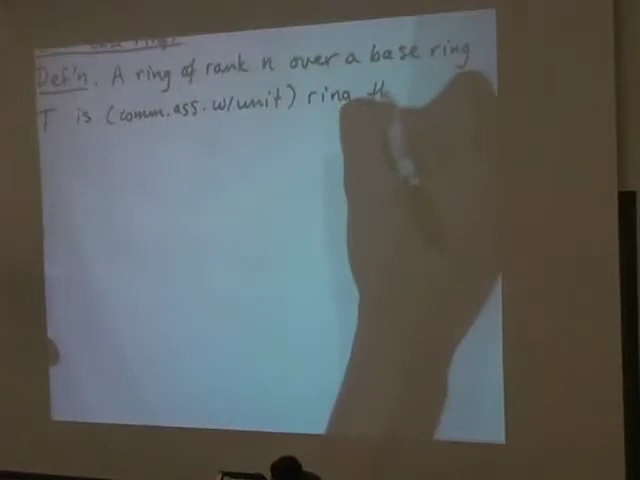 Def'n. A ring of rank n over a base ring
T is (comm. ass. w/unit) ring